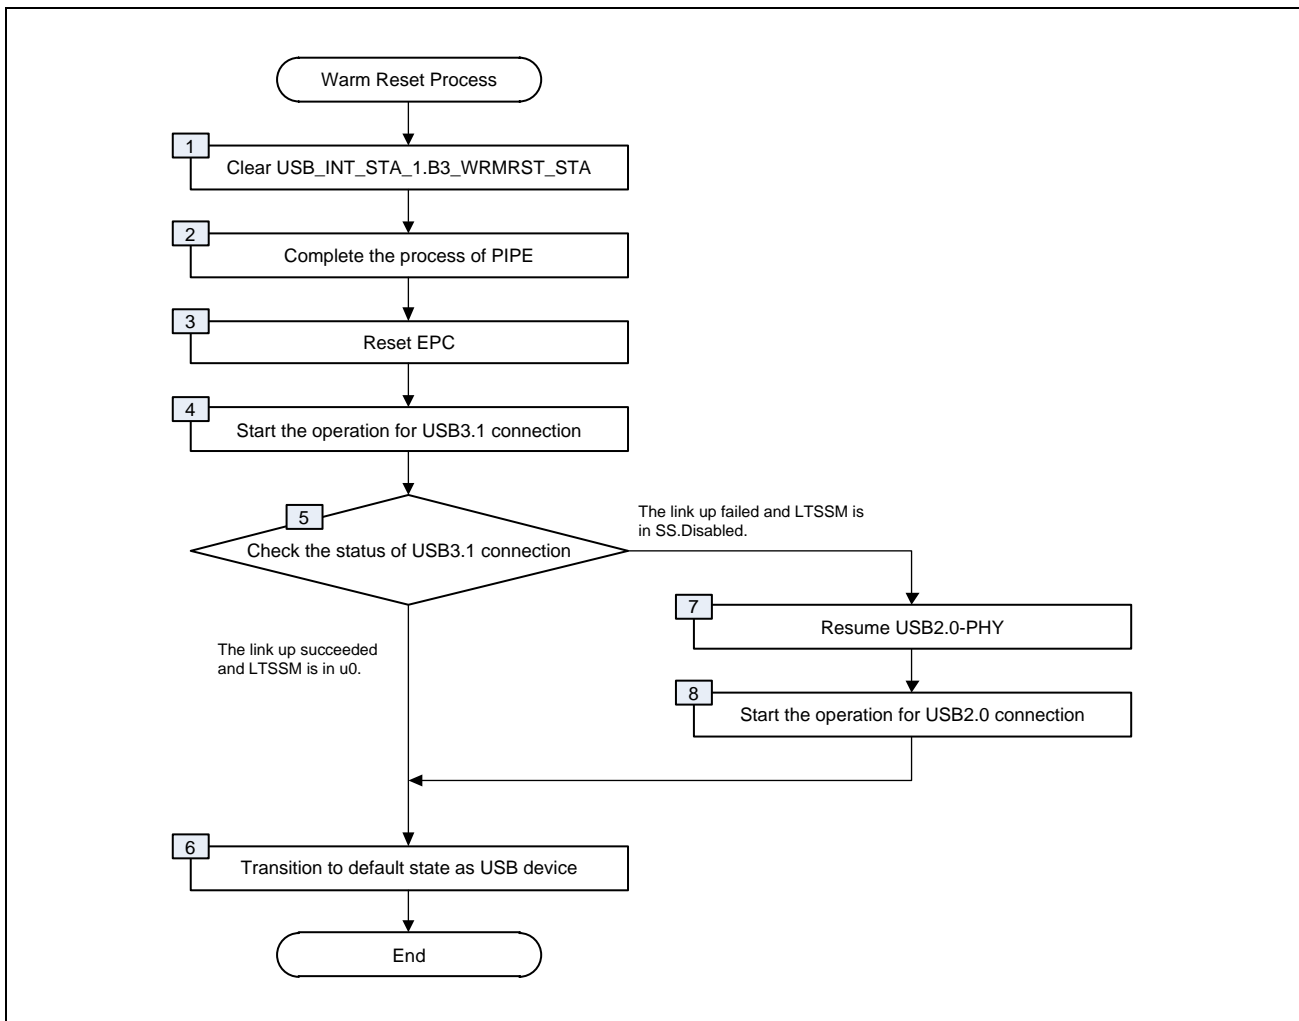 Warm Reset Process
1
Clear USB_INT_STA_1.B3_WRMRST_STA
2
Complete the process of PIPE
3
Reset EPC
4
Start the operation for USB3.1 connection
5
Check the status of USB3.1 connection
The link up failed and LTSSM is
in SS.Disabled.
7
Resume USB2.0-PHY
The link up succeeded
and LTSSM is in u0.
8
Start the operation for USB2.0 connection
6
Transition to default state as USB device
End